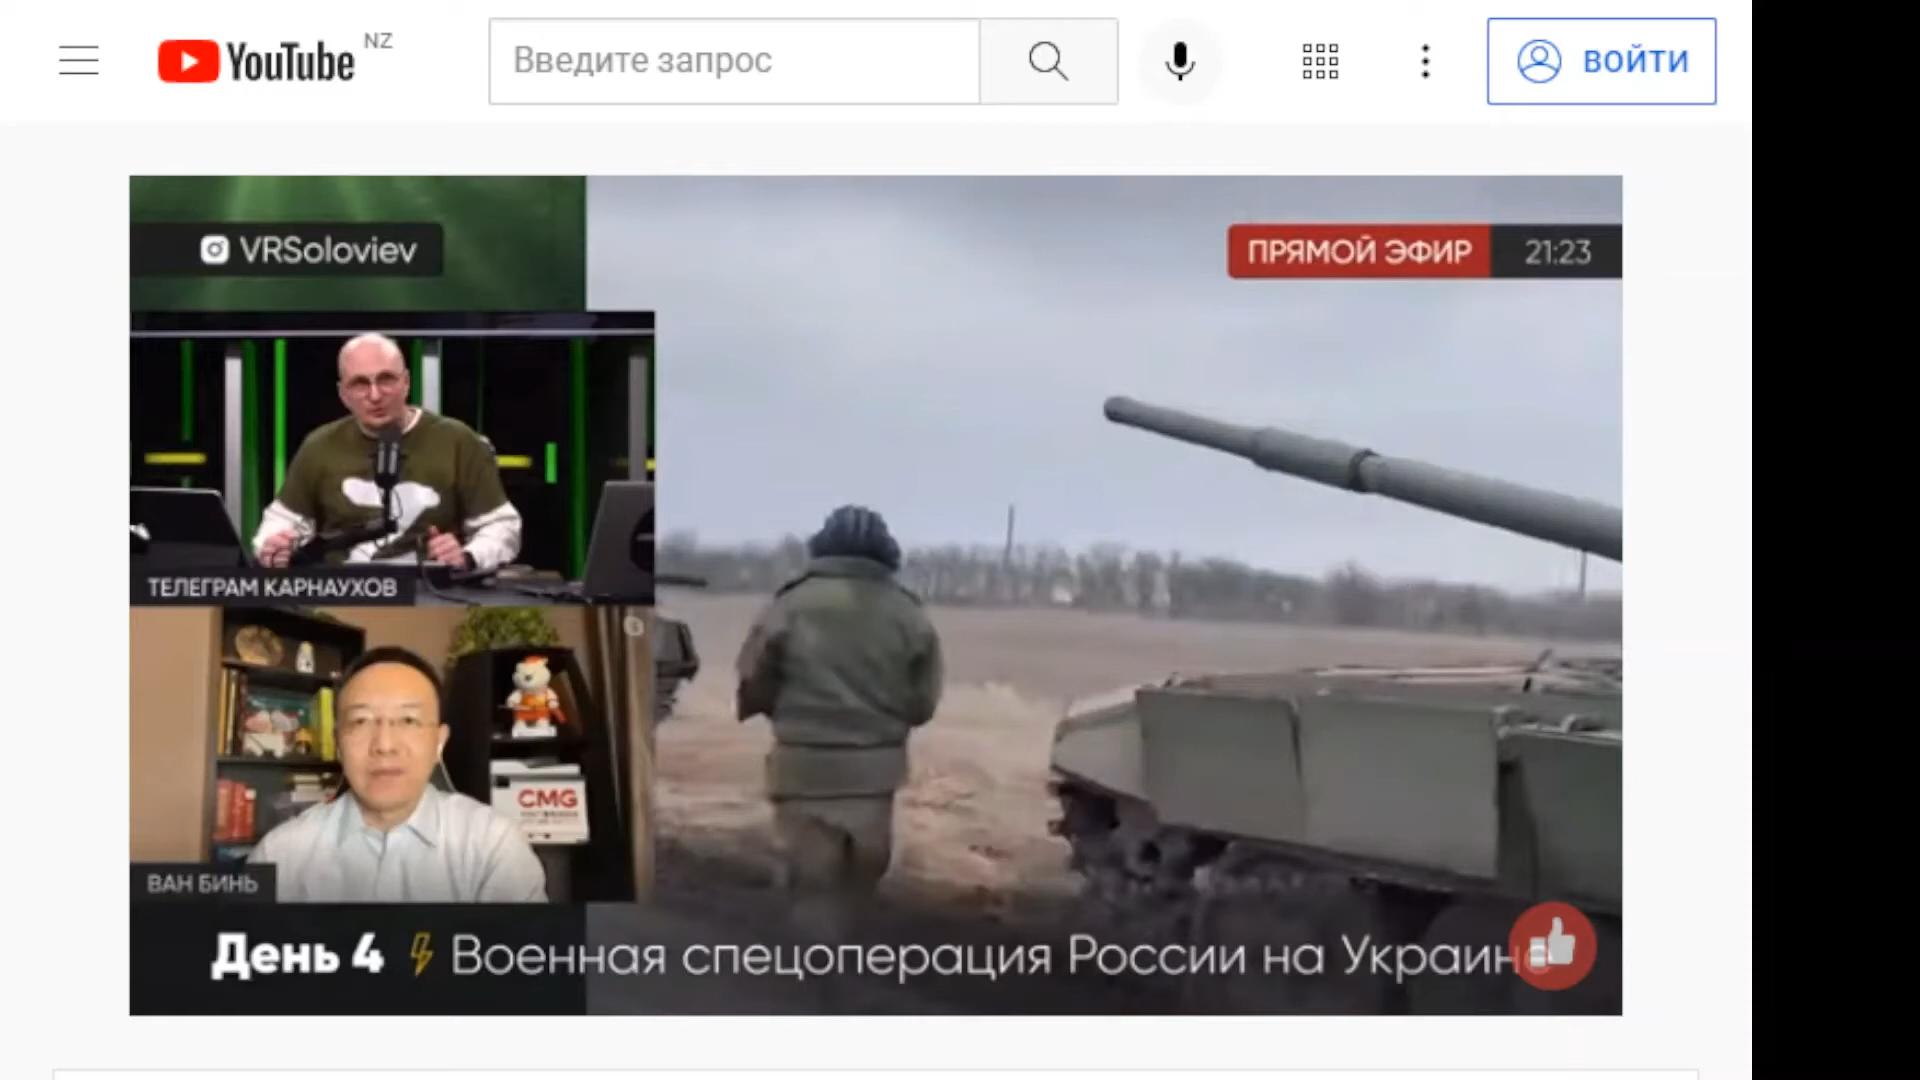 YouTube NZ
Введите запрос
ВОЙТИ
VRSoloviev
ПРЯМОЙ ЭФИР 21:23
ТЕЛЕГРАМ КАРНАУХОВ
CMG
ВАН БИНЬ
День 4 Военная спецоперация России на Украине